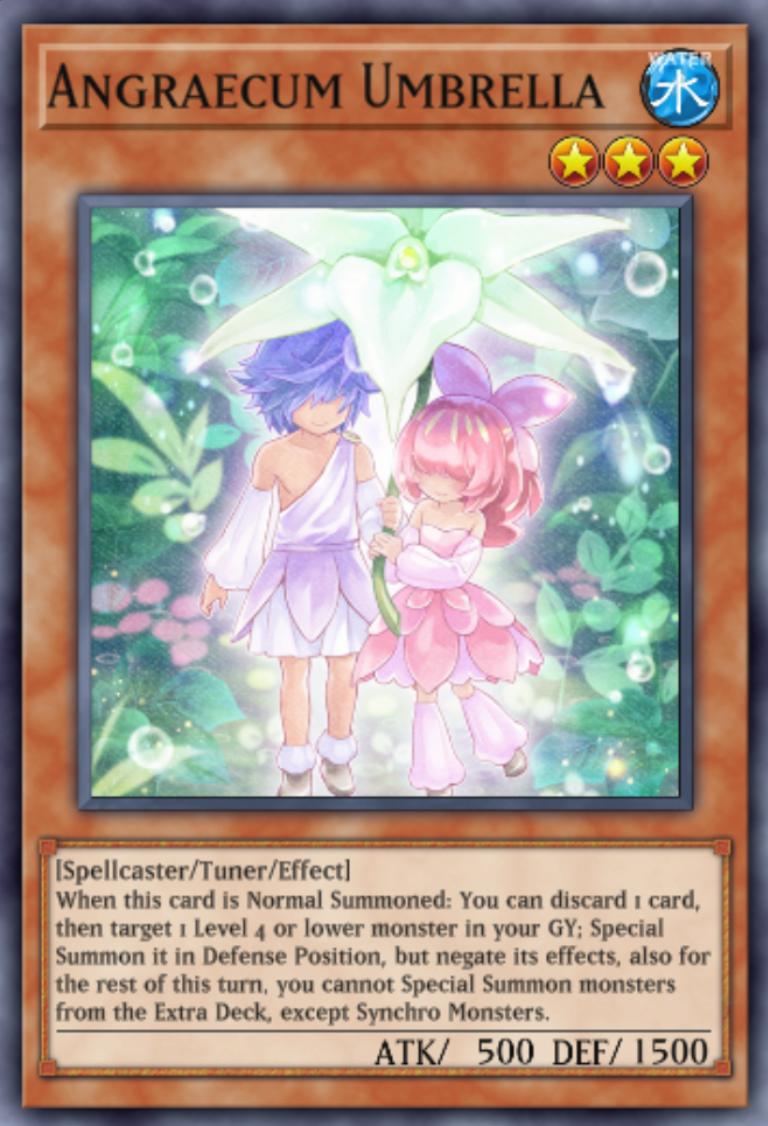 Angraecum Umbrella
WATER
水
[Spellcaster/Tuner/Effect]
When this card is Normal Summoned: You can discard 1 card,
then target 1 Level 4 or lower monster in your GY; Special
Summon it in Defense Position, but negate its effects, also for
the rest of this turn, you cannot Special Summon monsters
from the Extra Deck, except Synchro Monsters.
ATK/ 500 DEF/ 1500